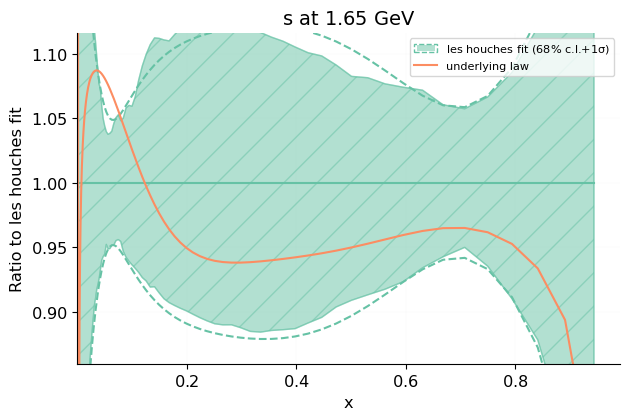 s at 1.65 GeV
les houches fit (68% c.l.+1σ)
underlying law
Ratio to les houches fit
1.10
1.05
1.00
0.95
0.90
0.2
0.4
0.6
0.8
x